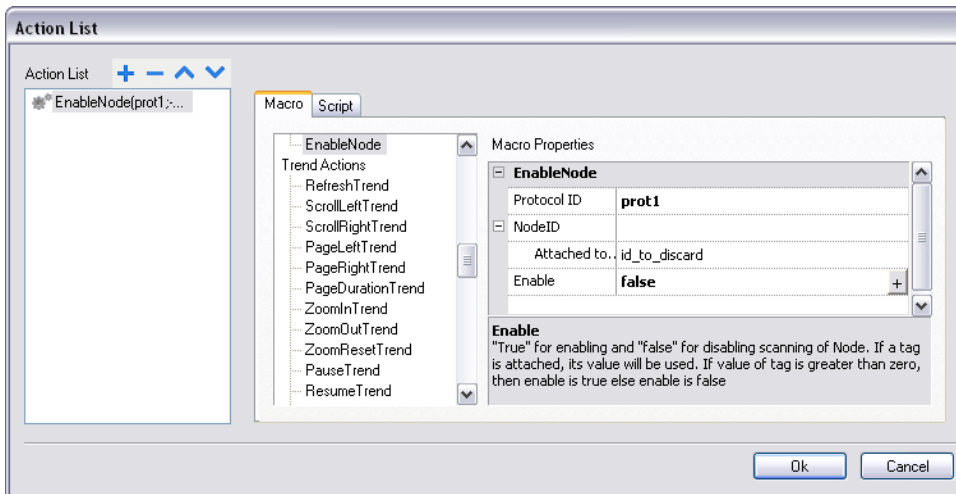 Action List
Action List
EnableNode(prot1;-...
Macro Script
EnableNode
Trend Actions
RefreshTrend
ScrollLeftTrend
ScrollRightTrend
PageLeftTrend
PageRightTrend
PageDurationTrend
ZoomInTrend
ZoomOutTrend
ZoomResetTrend
PauseTrend
ResumeTrend
Macro Properties
EnableNode
Protocol ID prot1
NodeID
Attached to.. id_to_discard
Enable false +
Enable
"True" for enabling and "false" for disabling scanning of Node. If a tag
is attached, its value will be used. If value of tag is greater than zero,
then enable is true else enable is false
Ok Cancel